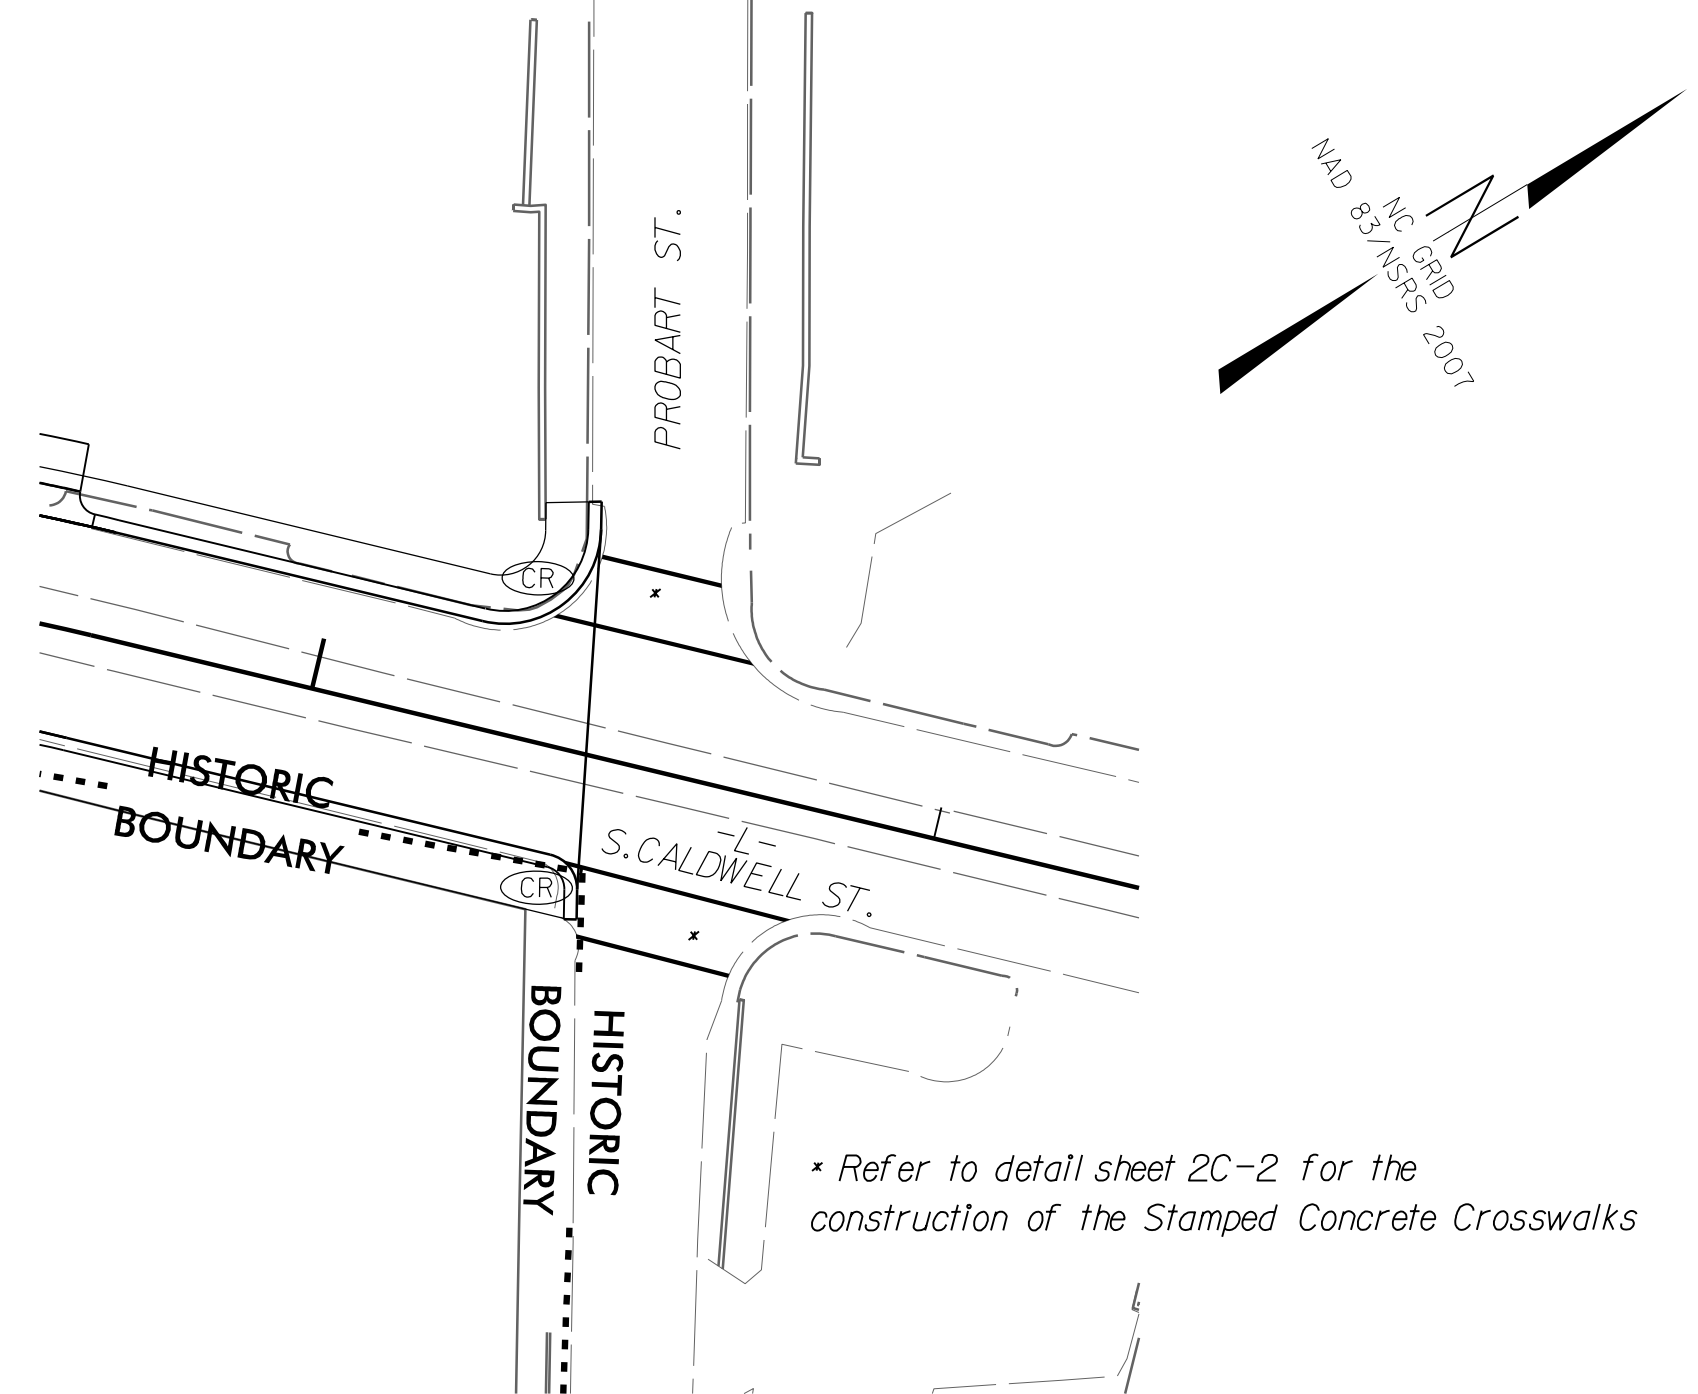 PROBART ST.
NC GRID
NAD 83/NSRS 2007
CR
HISTORIC
BOUNDARY
-L-
S. CALDWELL ST.
CR
*
*
HISTORIC
BOUNDARY
* Refer to detail sheet 2C-2 for the
construction of the Stamped Concrete Crosswalks